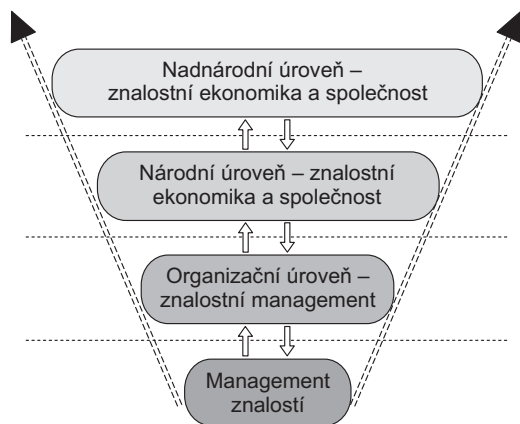 Nadnárodní úroveň –
znalostní ekonomika a společnost
Národní úroveň – znalostní
ekonomika a společnost
Organizační úroveň –
znalostní management
Management
znalostí